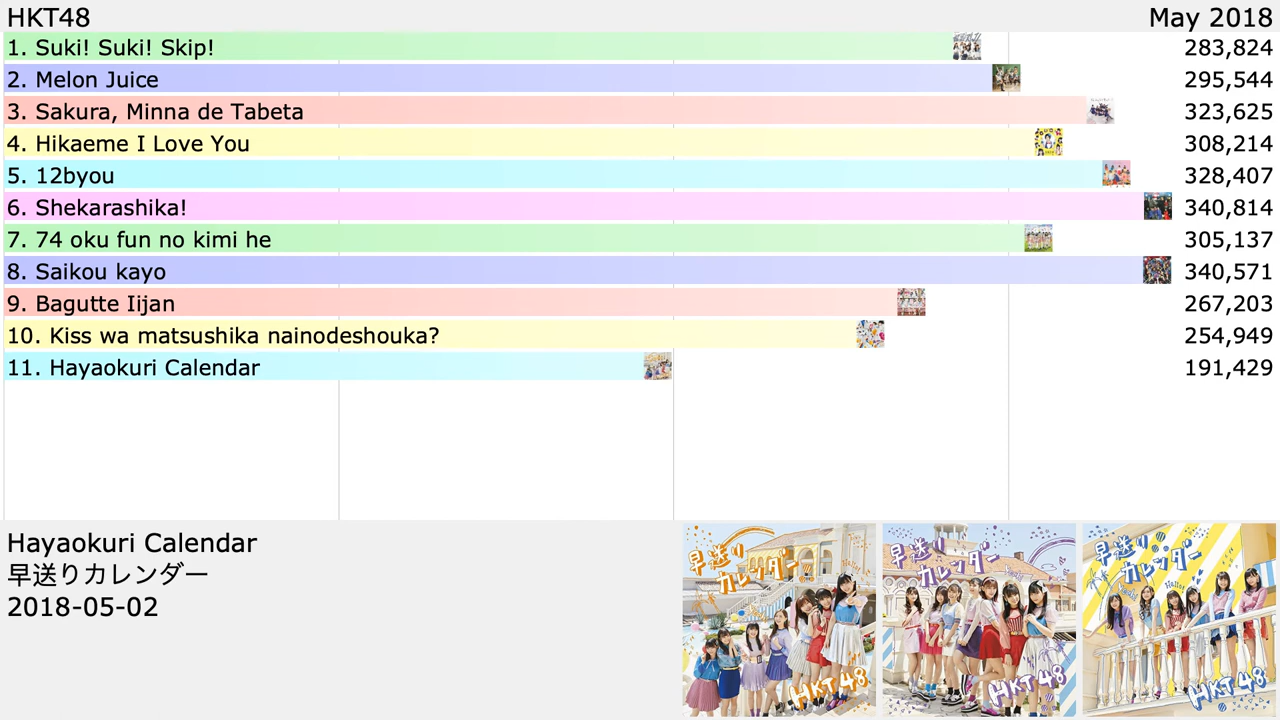 HKT48 May 2018
1. Suki! Suki! Skip! 283,824
2. Melon Juice 295,544
3. Sakura, Minna de Tabeta 323,625
4. Hikaeme I Love You 308,214
5. 12byou 328,407
6. Shekarashika! 340,814
7. 74 oku fun no kimi he 305,137
8. Saikou kayo 340,571
9. Bagutte Iijan 267,203
10. Kiss wa matsushika nainodeshouka? 254,949
11. Hayaokuri Calendar 191,429
Hayaokuri Calendar
早送りカレンダー
2018-05-02
早送り
カレンダー
HKT48
早送り
カレンダー
HKT48
早送り
カレンダー
HKT48